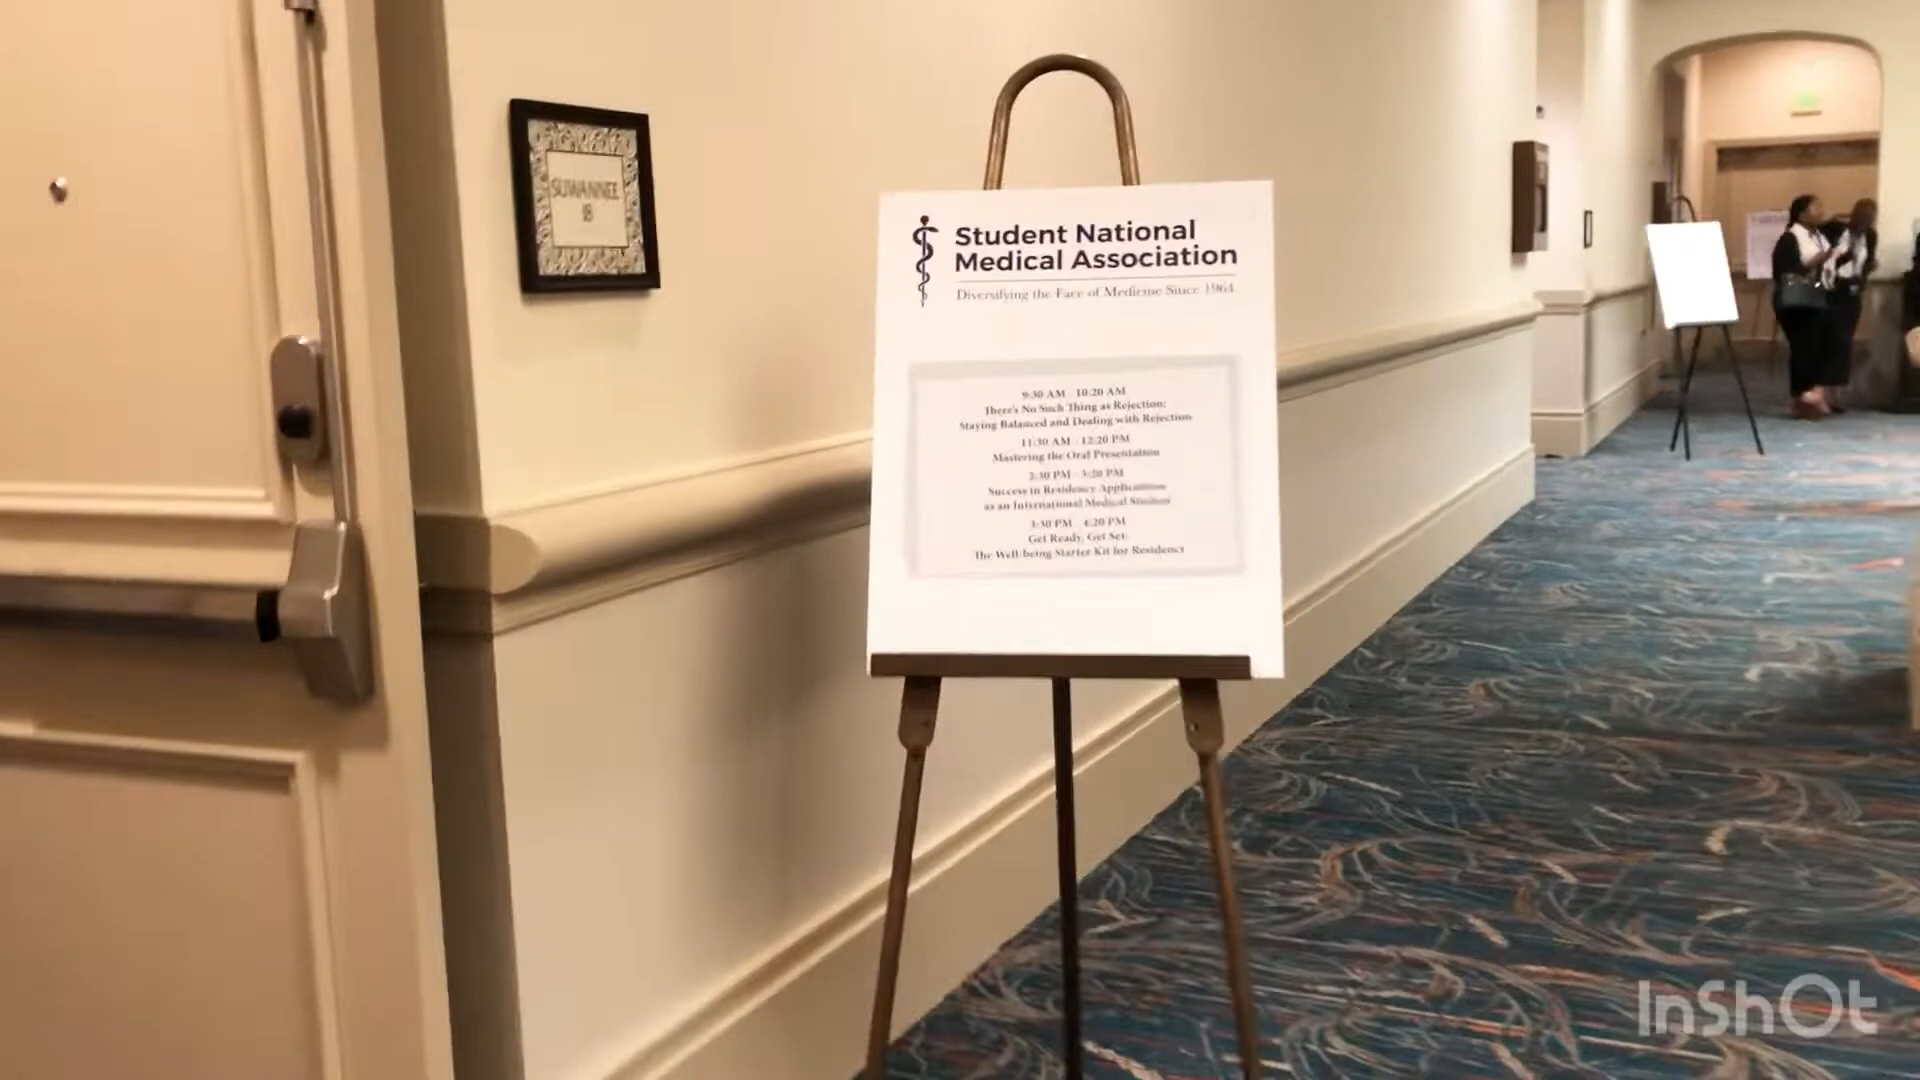 SUWANNEE
18
Student National
Medical Association
Diversifying the Face of Medicine Since 1964
9:30 AM - 10:20 AM
There's No Such Thing as Rejection:
Staying Balanced and Dealing with Rejection
11:30 AM - 12:20 PM
Mastering the Oral Presentation
2:30 PM - 3:20 PM
Success in Residency Applications
as an International Medical Student
3:30 PM - 4:20 PM
Get Ready, Get Set:
The Well-being Starter Kit for Residency
InShOt